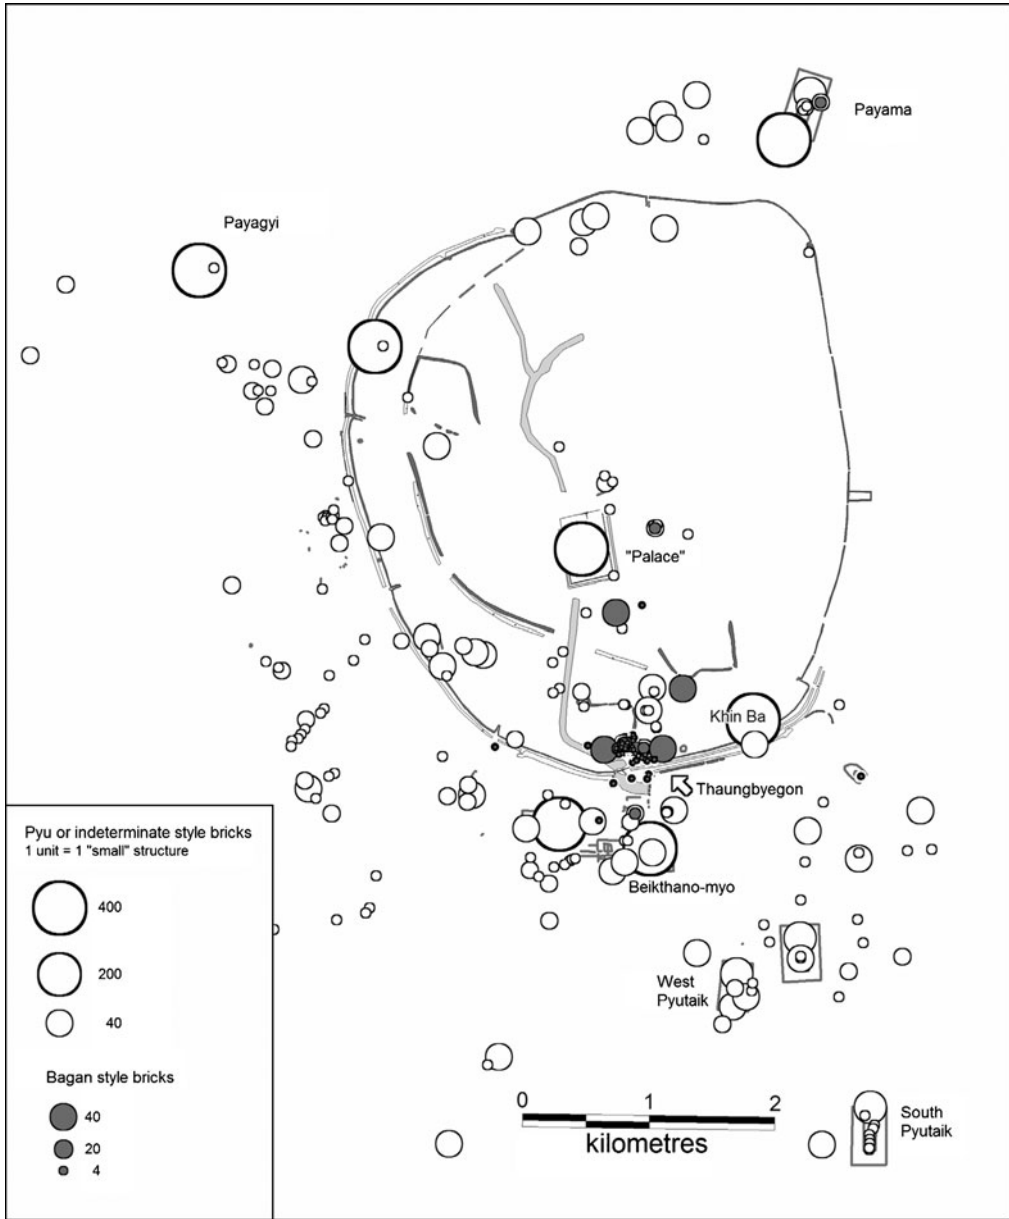 Payama
Payagyi
"Palace"
Khin Ba
Thaungbyegon
Beikthano-myo
West
Pyutaik
South
Pyutaik
Pyu or indeterminate style bricks
1 unit = 1 "small" structure
400
200
40
Bagan style bricks
40
20
4
0 1 2
kilometres